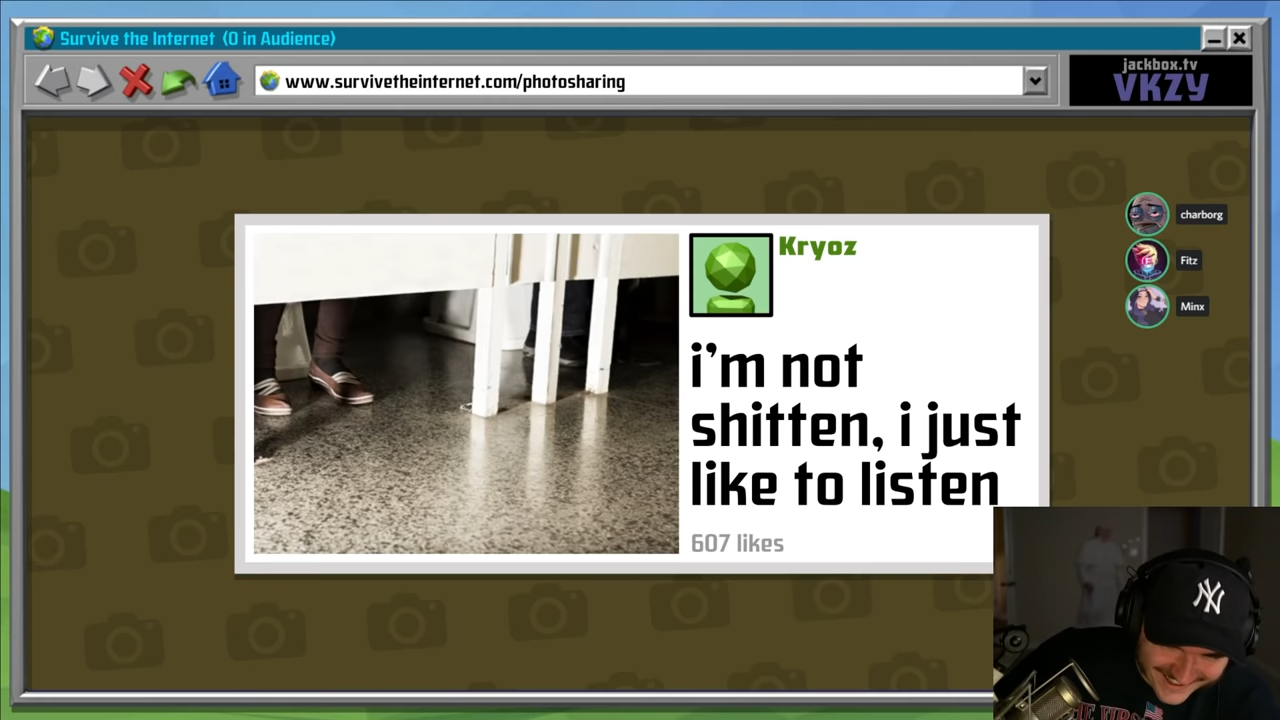 Survive the Internet (0 in Audience)
www.survivetheinternet.com/photosharing
jackbox.tv
VKZY
charborg
Fitz
Minx
Kryoz
i'm not
shitten, i just
like to listen
607 likes
NY